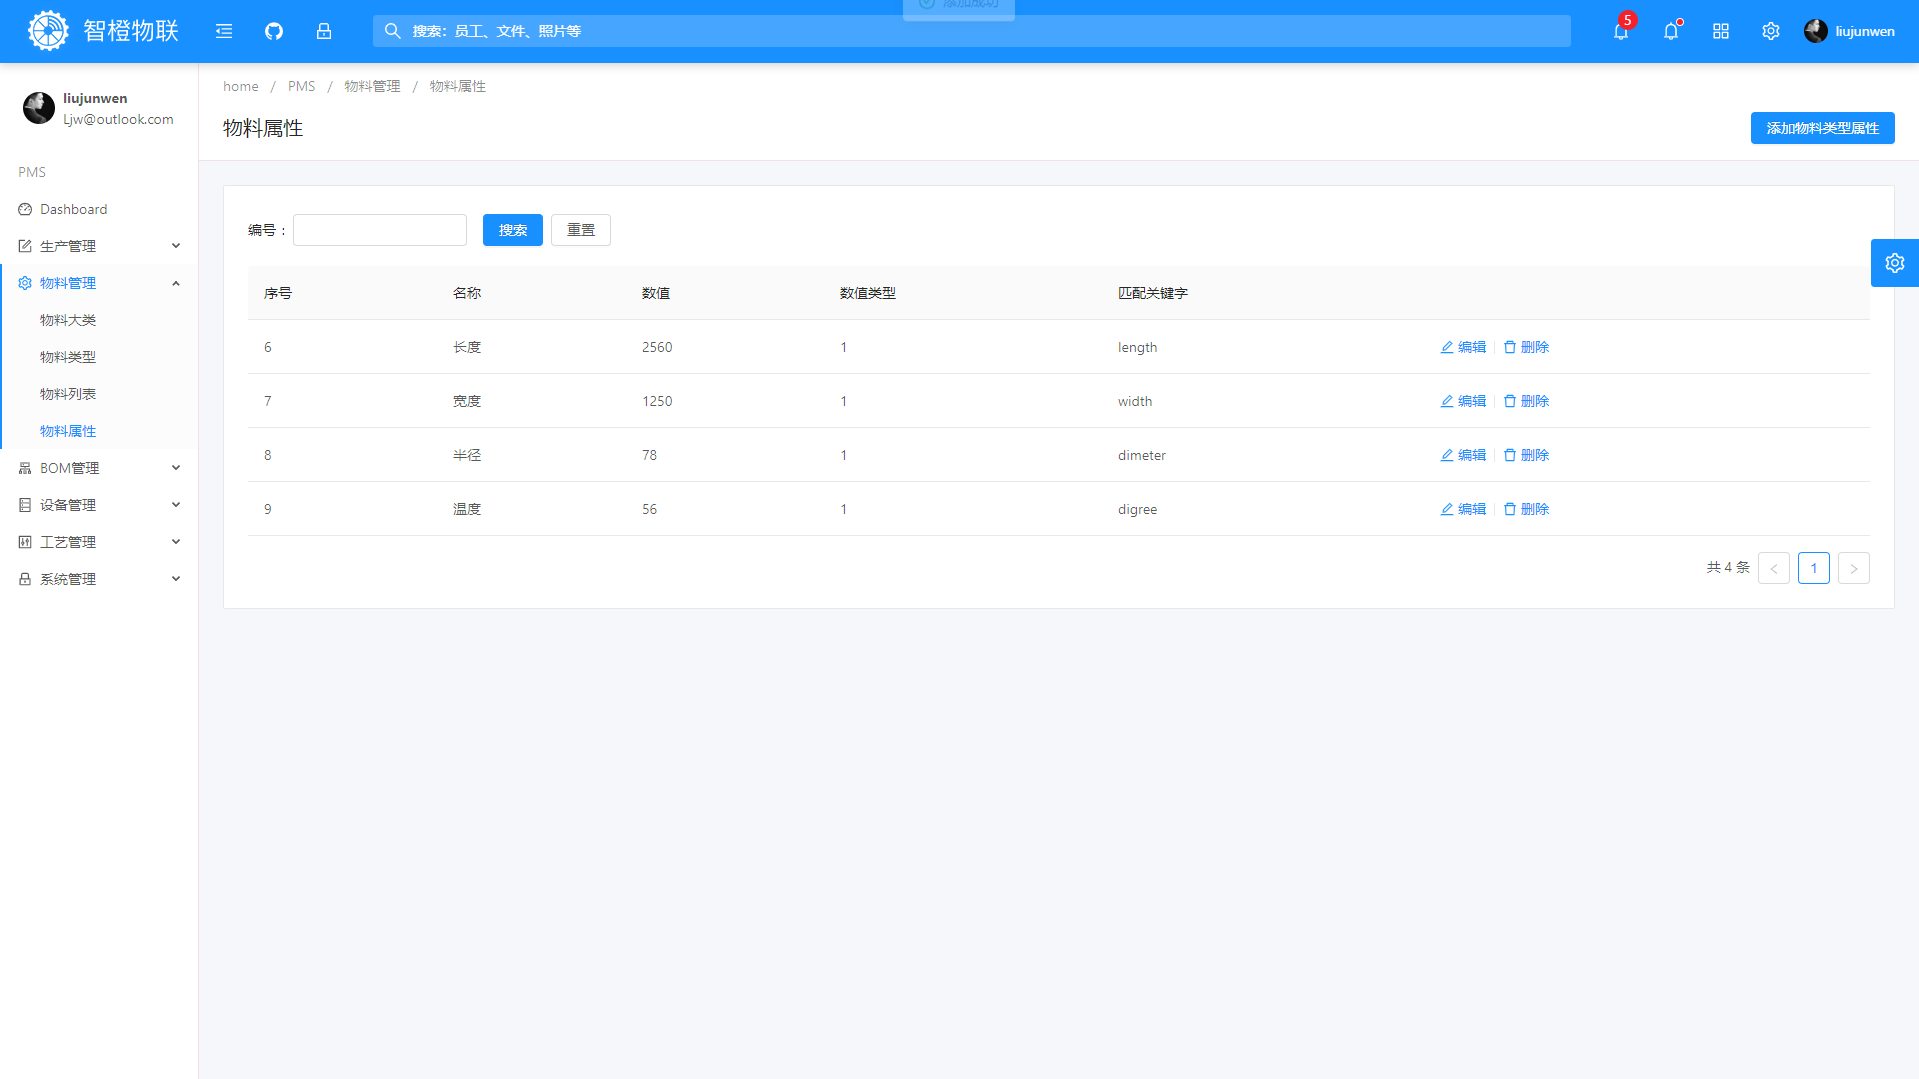 添加成功
智橙物联
搜索：员工、文件、照片等
5
liujunwen
liujunwen
Ljw@outlook.com
home / PMS / 物料管理 / 物料属性
物料属性
添加物料类型属性
PMS
Dashboard
生产管理
物料管理
物料大类
物料类型
物料列表
物料属性
BOM管理
设备管理
工艺管理
系统管理
编号： 搜索 重置
序号 名称 数值 数值类型 匹配关键字
6 长度 2560 1 length 编辑 删除
7 宽度 1250 1 width 编辑 删除
8 半径 78 1 dimeter 编辑 删除
9 温度 56 1 digree 编辑 删除
共 4 条 < 1 >